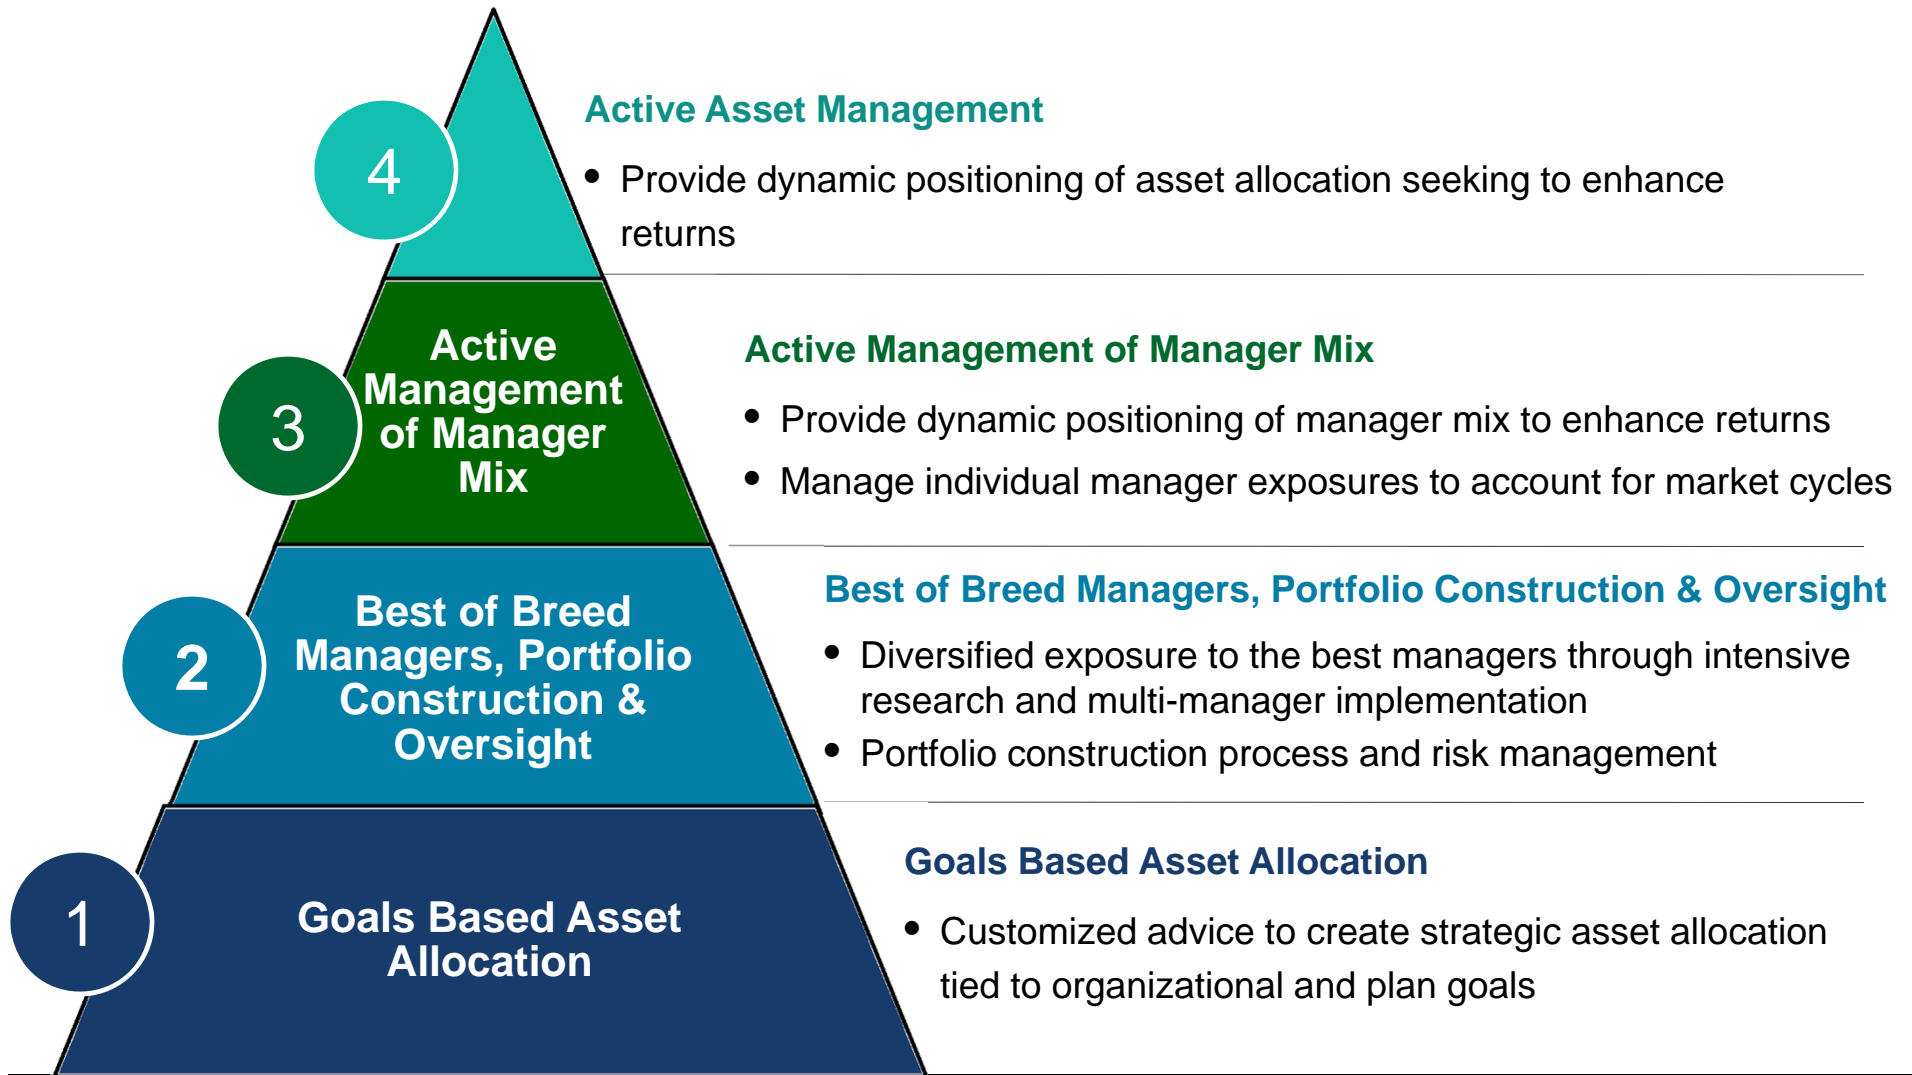 4
Active Asset Management
• Provide dynamic positioning of asset allocation seeking to enhance
returns
3
Active
Management
of Manager
Mix
Active Management of Manager Mix
• Provide dynamic positioning of manager mix to enhance returns
• Manage individual manager exposures to account for market cycles
2
Best of Breed
Managers, Portfolio
Construction &
Oversight
Best of Breed Managers, Portfolio Construction & Oversight
• Diversified exposure to the best managers through intensive
research and multi-manager implementation
• Portfolio construction process and risk management
1
Goals Based Asset
Allocation
Goals Based Asset Allocation
• Customized advice to create strategic asset allocation
tied to organizational and plan goals